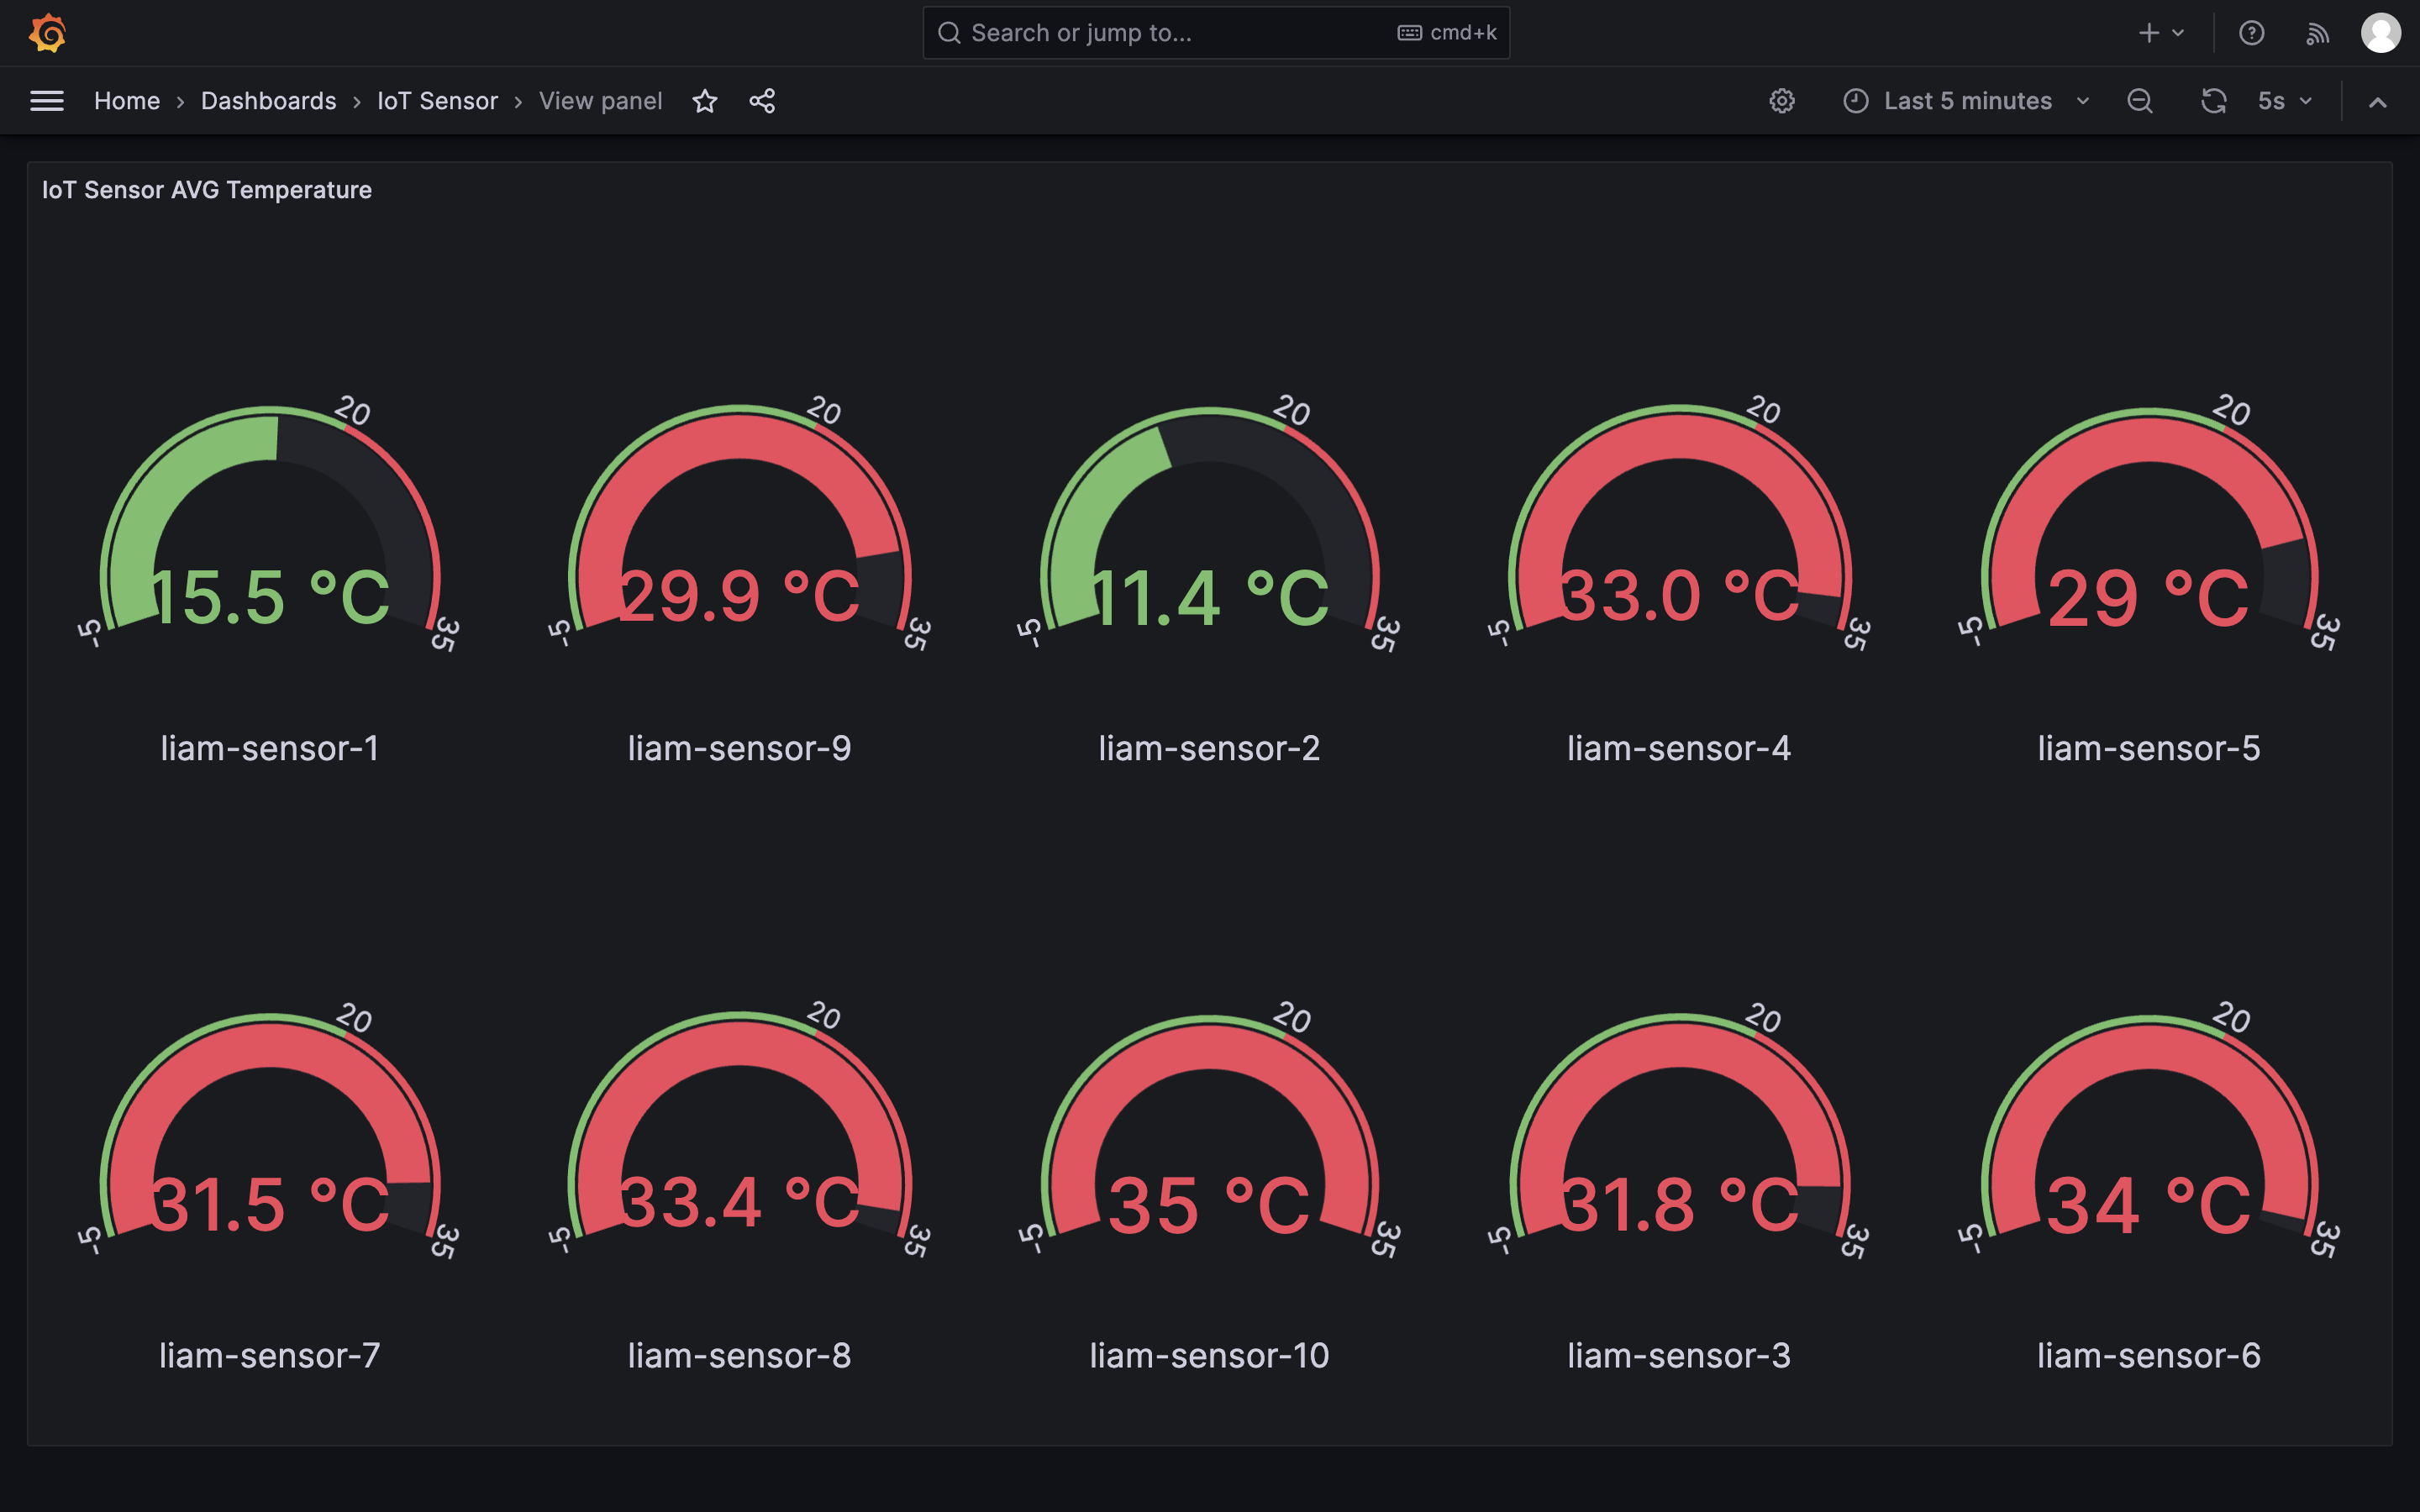 Search or jump to... cmd+k
Home › Dashboards › IoT Sensor › View panel Last 5 minutes 5s
IoT Sensor AVG Temperature
20 20 20 20 20
15.5 °C 29.9 °C 11.4 °C 33.0 °C 29 °C
-5 35 -5 35 -5 35 -5 35 -5 35
liam-sensor-1 liam-sensor-9 liam-sensor-2 liam-sensor-4 liam-sensor-5
20 20 20 20 20
31.5 °C 33.4 °C 35 °C 31.8 °C 34 °C
-5 35 -5 35 -5 35 -5 35 -5 35
liam-sensor-7 liam-sensor-8 liam-sensor-10 liam-sensor-3 liam-sensor-6